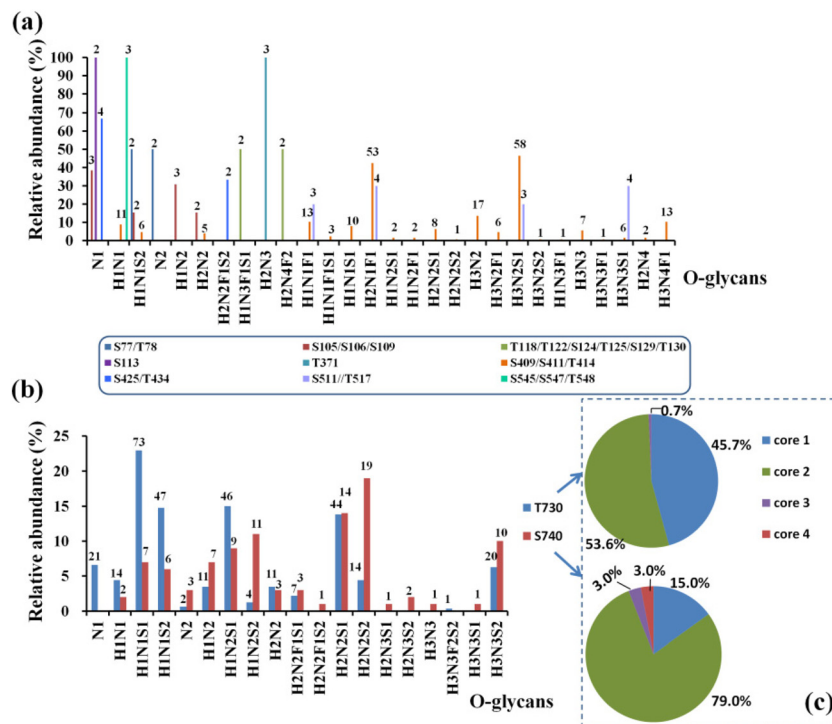 (a)
Relative abundance (%)
100
90
80
70
60
50
40
30
20
10
0
3 2 4 11 3 2 2 6 2 3 2 5 2 2 3 2 13 3 3 10 53 4 2 2 8 1 17 6 58 3 1 1 7 1 6 4 2 13
N1 H1N1 H1N1S2 N2 H1N2 H2N2 H2N2F1S2 H1N3F1S1 H2N3 H2N4F2 H1N1F1 H1N1F1S1 H1N1S1 H2N1F1 H1N2S1 H1N2F1 H2N2S1 H2N2S2 H3N2 H3N2F1 H3N2S1 H3N2S2 H1N3F1 H3N3 H3N3F1 H3N3S1 H2N4 H3N4F1
O-glycans
S77/T78 S105/S106/S109 T118/T122/S124/T125/S129/T130
S113 T371 S409/S411/T414
S425/T434 S511//T517 S545/S547/T548
(b)
Relative abundance (%)
25
20
15
10
5
0
21 14 2 73 7 47 6 2 3 11 7 46 9 4 11 11 3 7 3 1 44 14 14 19 1 2 1 1 1 20 10
N1 H1N1 H1N1S1 H1N1S2 N2 H1N2 H1N2S1 H1N2S2 H2N2 H2N2F1S1 H2N2F1S2 H2N2S1 H2N2S2 H2N3S1 H2N3S2 H3N3 H3N3F2S2 H3N3S1 H3N3S2
O-glycans
T730
S740
0.7%
45.7%
53.6%
core 1
core 2
core 3
core 4
3.0%
3.0%
15.0%
79.0%
(c)